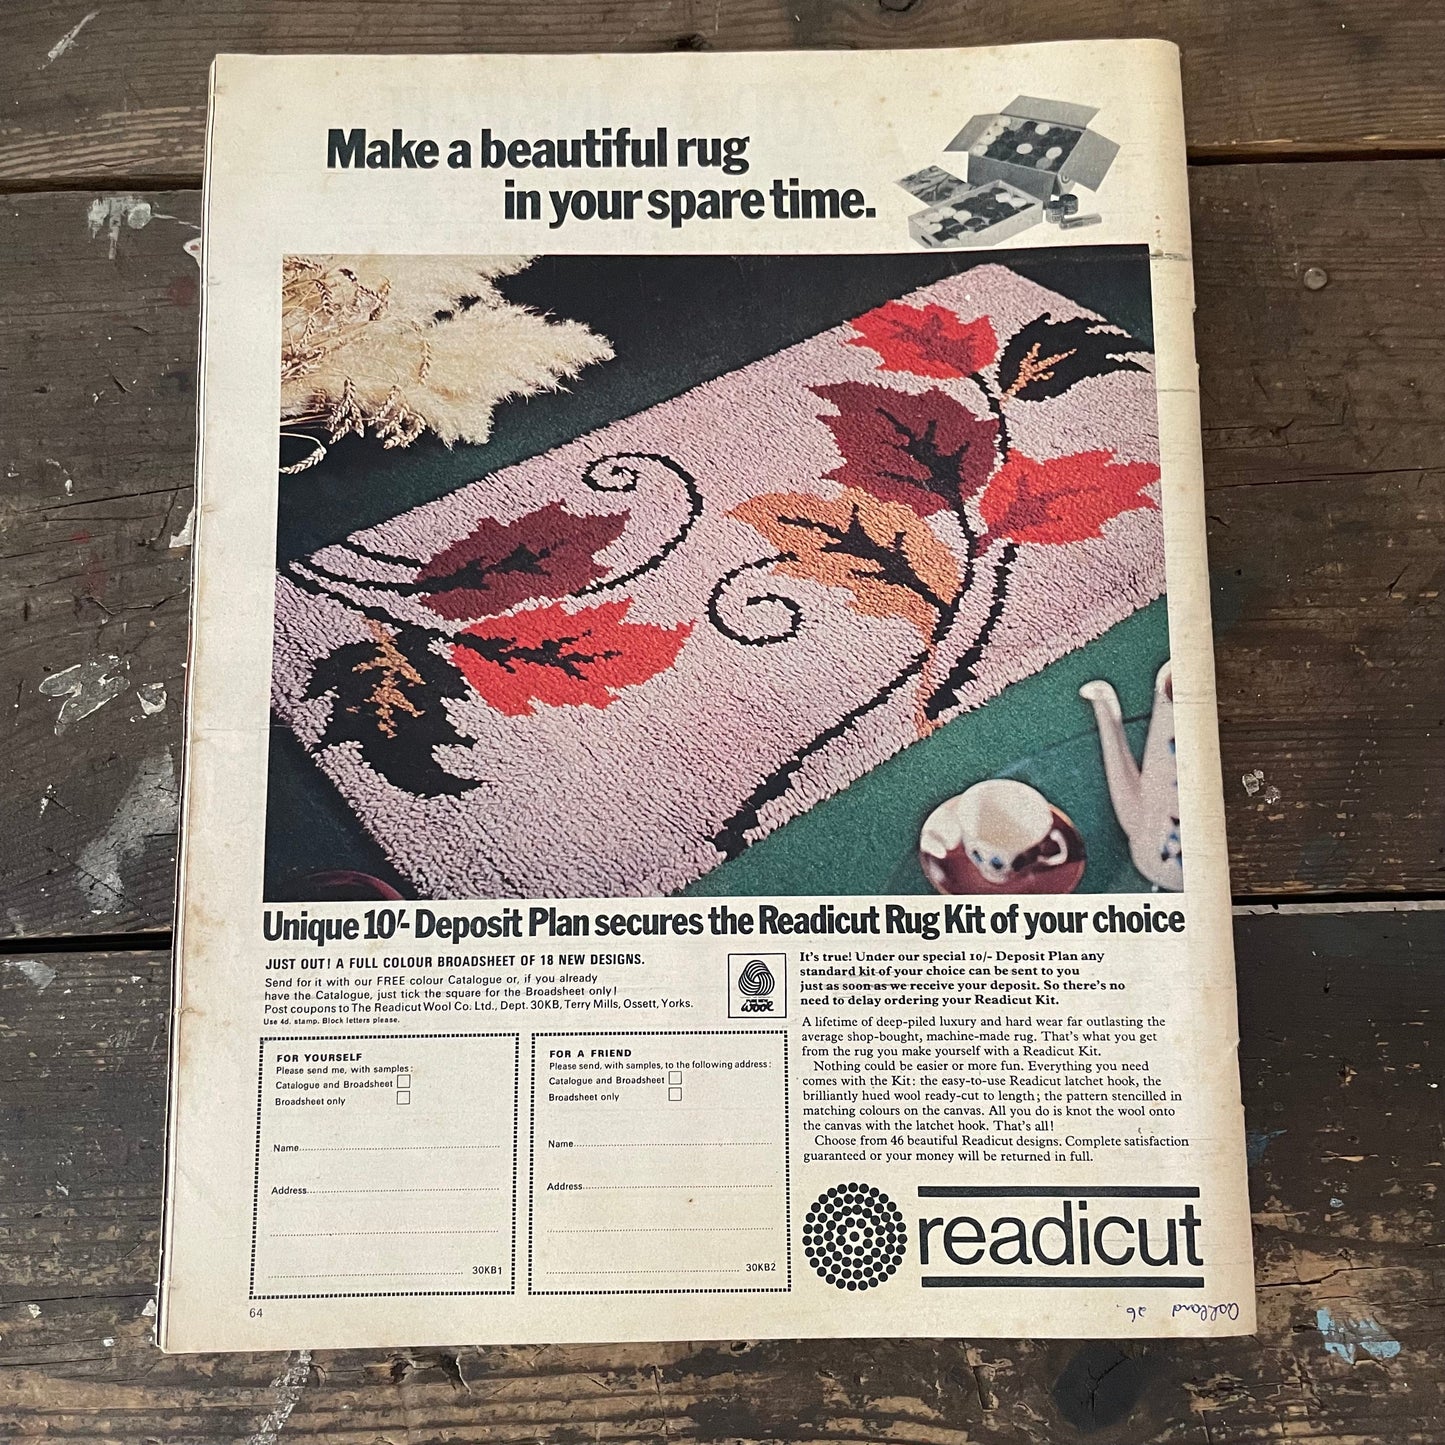 Make a beautiful rug
in your spare time.
Unique 10/- Deposit Plan secures the Readicut Rug Kit of your choice
JUST OUT! A FULL COLOUR BROADSHEET OF 18 NEW DESIGNS.
Send for it with our FREE colour Catalogue or, if you already
have the Catalogue, just tick the square for the Broadsheet only!
Post coupons to The Readicut Wool Co. Ltd., Dept. 30KB, Terry Mills, Ossett, Yorks.
Use 4d. stamp. Block letters please.
PURE NEW
WOOL
FOR YOURSELF
Please send me, with samples:
Catalogue and Broadsheet
Broadsheet only
Name
Address
30KB1
FOR A FRIEND
Please send, with samples, to the following address:
Catalogue and Broadsheet
Broadsheet only
Name
Address
30KB2
It's true! Under our special 10/- Deposit Plan any
standard kit of your choice can be sent to you
just as soon as we receive your deposit. So there's no
need to delay ordering your Readicut Kit.
A lifetime of deep-piled luxury and hard wear far outlasting the
average shop-bought, machine-made rug. That's what you get
from the rug you make yourself with a Readicut Kit.
Nothing could be easier or more fun. Everything you need
comes with the Kit: the easy-to-use Readicut latchet hook, the
brilliantly hued wool ready-cut to length; the pattern stencilled in
matching colours on the canvas. All you do is knot the wool onto
the canvas with the latchet hook. That's all!
Choose from 46 beautiful Readicut designs. Complete satisfaction
guaranteed or your money will be returned in full.
readicut
64
26.